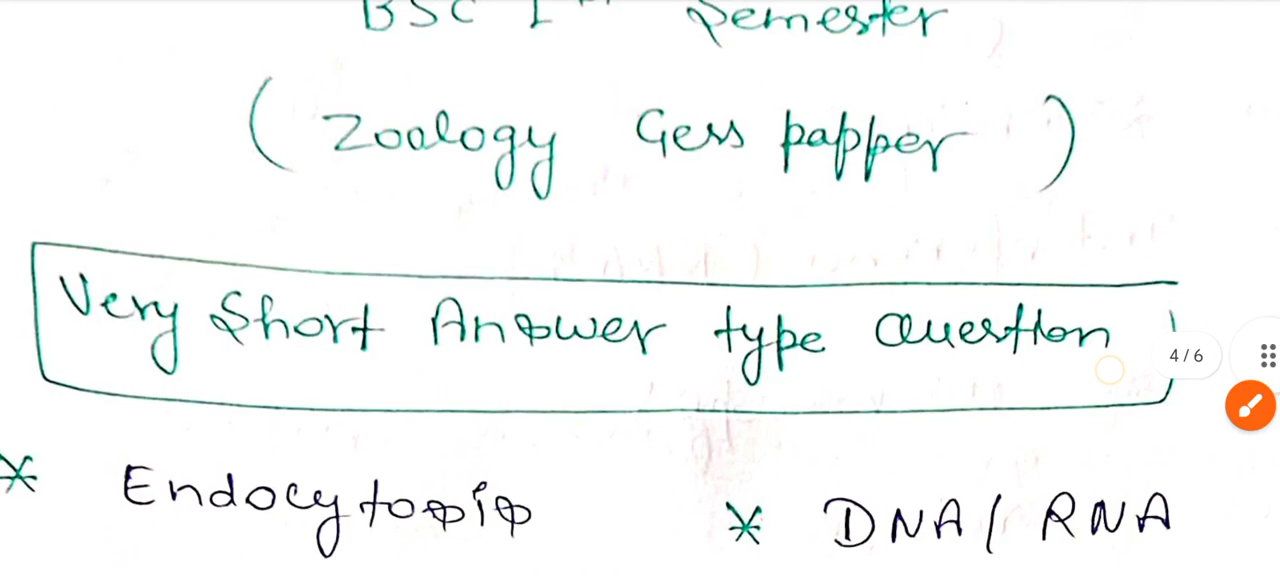 BSC I Semester
( Zoology Gess papper )
Very Short Answer type Question
4 / 6
* Endocytosis * DNA / RNA